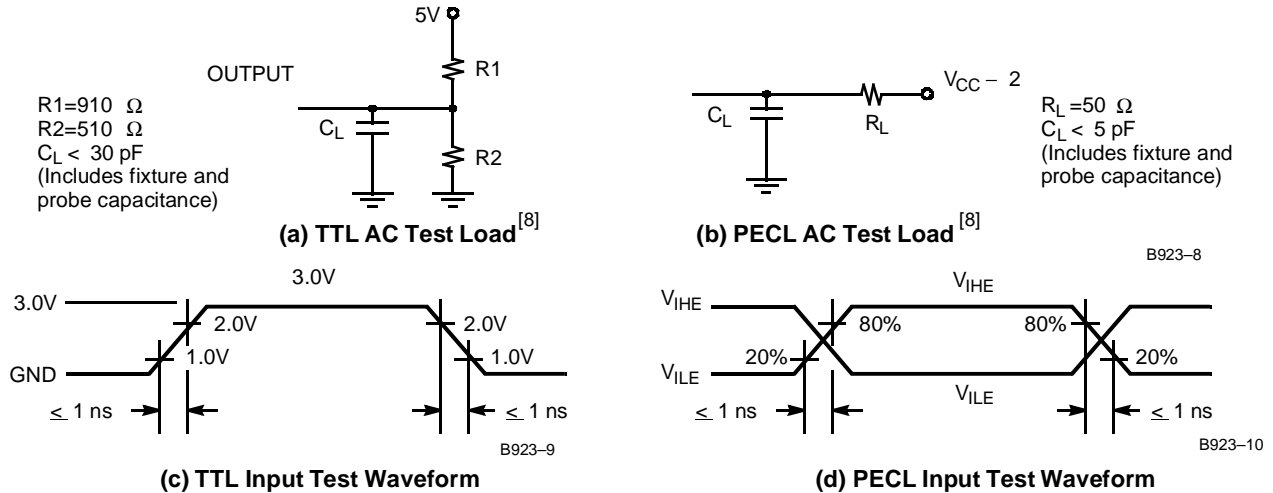 5V
R1
OUTPUT
R1=910 Ω
R2=510 Ω
C_L < 30 pF
(Includes fixture and
probe capacitance)
C_L
R2
(a) TTL AC Test Load[8]
V_CC – 2
C_L
R_L
R_L =50 Ω
C_L < 5 pF
(Includes fixture and
probe capacitance)
(b) PECL AC Test Load[8]
B923–8
3.0V
3.0V
2.0V
2.0V
1.0V
1.0V
GND
≤ 1 ns
≤ 1 ns
B923–9
(c) TTL Input Test Waveform
V_IHE
V_IHE
80%
80%
20%
20%
V_ILE
V_ILE
≤ 1 ns
≤ 1 ns
B923–10
(d) PECL Input Test Waveform